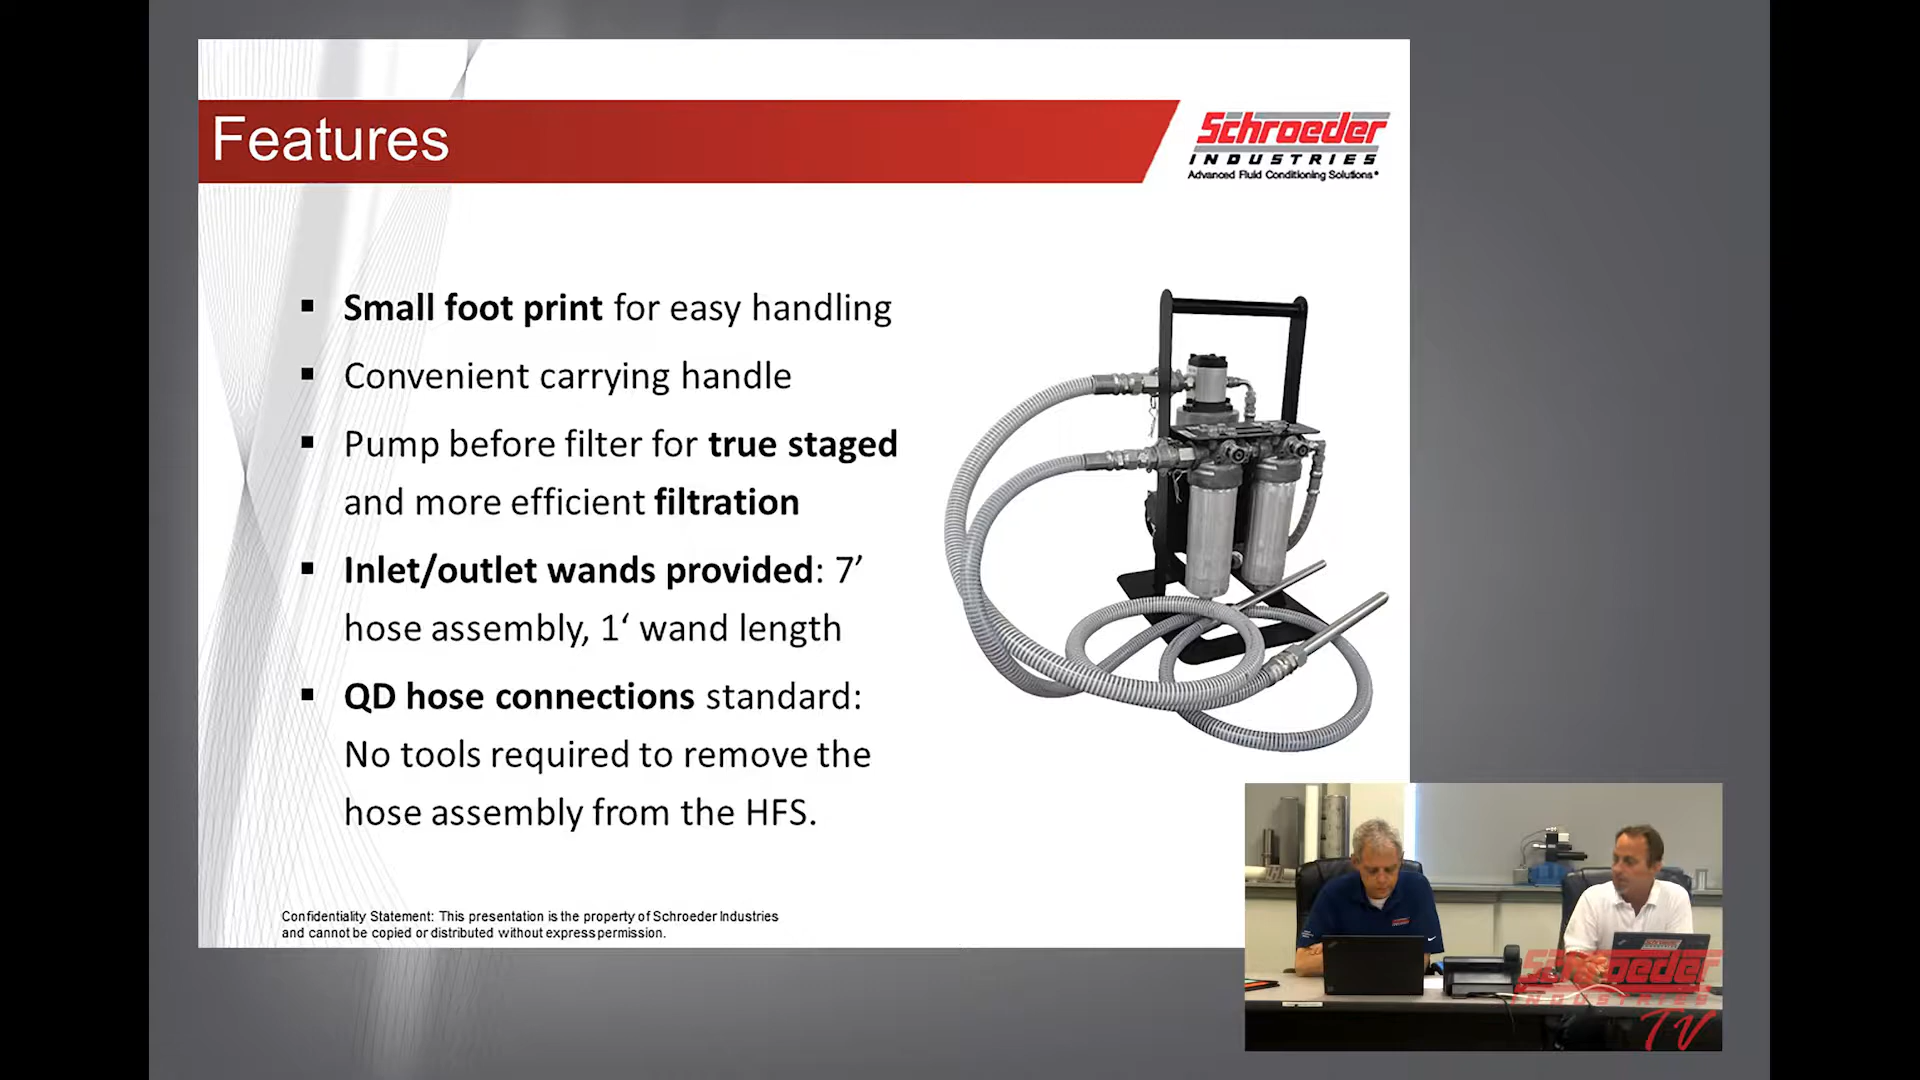 Features
Schroeder
INDUSTRIES
Advanced Fluid Conditioning Solutions®
▪ Small foot print for easy handling
▪ Convenient carrying handle
▪ Pump before filter for true staged
and more efficient filtration
▪ Inlet/outlet wands provided: 7’
hose assembly, 1‘ wand length
▪ QD hose connections standard:
No tools required to remove the
hose assembly from the HFS.
Confidentiality Statement: This presentation is the property of Schroeder Industries
and cannot be copied or distributed without express permission.
Schroeder
INDUSTRIES
TV